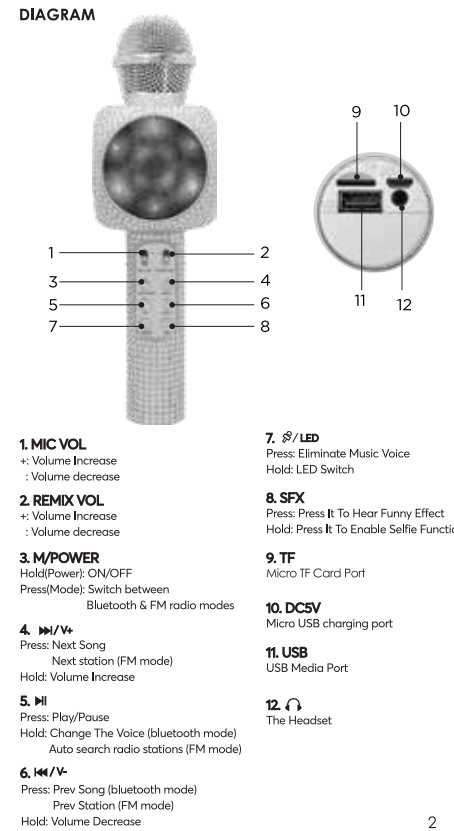 DIAGRAM
9
10
1
2
3
4
5
6
7
8
11
12
1. MIC VOL
+: Volume Increase
: Volume decrease
2. REMIX VOL
+: Volume Increase
: Volume decrease
3. M/POWER
Hold(Power): ON/OFF
Press(Mode): Switch between
Bluetooth & FM radio modes
4. ⏭/V+
Press: Next Song
Next station (FM mode)
Hold: Volume Increase
5. ⏯
Press: Play/Pause
Hold: Change The Voice (bluetooth mode)
Auto search radio stations (FM mode)
6. ⏮/V-
Press: Prev Song (bluetooth mode)
Prev Station (FM mode)
Hold: Volume Decrease
7. /LED
Press: Eliminate Music Voice
Hold: LED Switch
8. SFX
Press: Press It To Hear Funny Effect
Hold: Press It To Enable Selfie Functio
9. TF
Micro TF Card Port
10. DC5V
Micro USB charging port
11. USB
USB Media Port
12. 🎧
The Headset
2